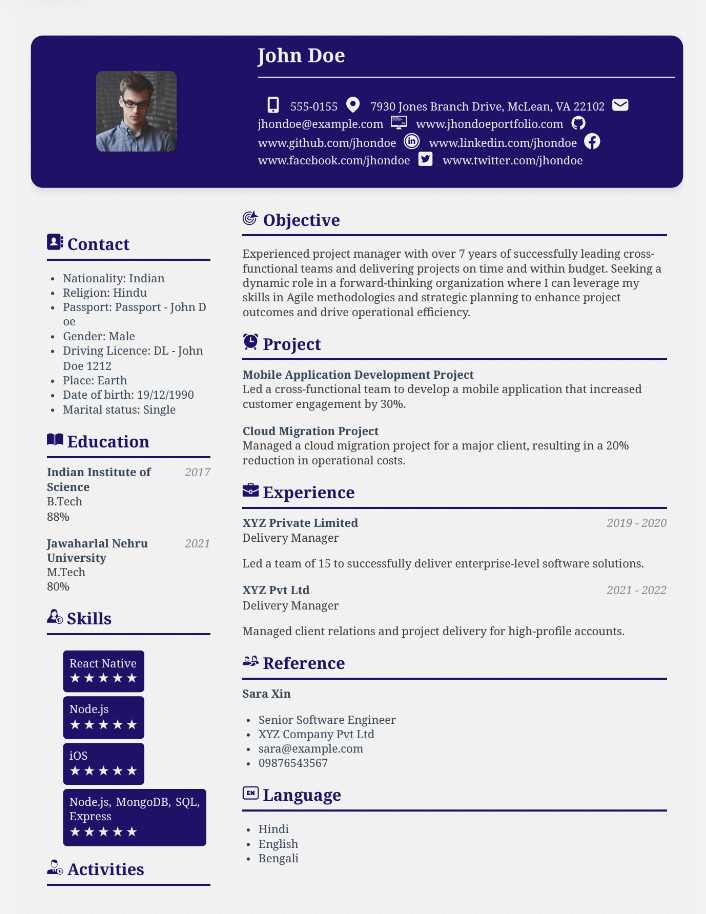 John Doe
555-0155 7930 Jones Branch Drive, McLean, VA 22102
jhondoe@example.com www.jhondoeportfolio.com
www.github.com/jhondoe www.linkedin.com/jhondoe
www.facebook.com/jhondoe www.twitter.com/jhondoe
Contact
• Nationality: Indian
• Religion: Hindu
• Passport: Passport - John D
oe
• Gender: Male
• Driving Licence: DL - John
Doe 1212
• Place: Earth
• Date of birth: 19/12/1990
• Marital status: Single
Education
Indian Institute of 2017
Science
B.Tech
88%
Jawaharlal Nehru 2021
University
M.Tech
80%
Skills
React Native
★★★★★
Node.js
★★★★★
iOS
★★★★★
Node.js, MongoDB, SQL,
Express
★★★★★
Activities
Objective
Experienced project manager with over 7 years of successfully leading cross-
functional teams and delivering projects on time and within budget. Seeking a
dynamic role in a forward-thinking organization where I can leverage my
skills in Agile methodologies and strategic planning to enhance project
outcomes and drive operational efficiency.
Project
Mobile Application Development Project
Led a cross-functional team to develop a mobile application that increased
customer engagement by 30%.
Cloud Migration Project
Managed a cloud migration project for a major client, resulting in a 20%
reduction in operational costs.
Experience
XYZ Private Limited 2019 - 2020
Delivery Manager
Led a team of 15 to successfully deliver enterprise-level software solutions.
XYZ Pvt Ltd 2021 - 2022
Delivery Manager
Managed client relations and project delivery for high-profile accounts.
Reference
Sara Xin
• Senior Software Engineer
• XYZ Company Pvt Ltd
• sara@example.com
• 09876543567
EN Language
• Hindi
• English
• Bengali